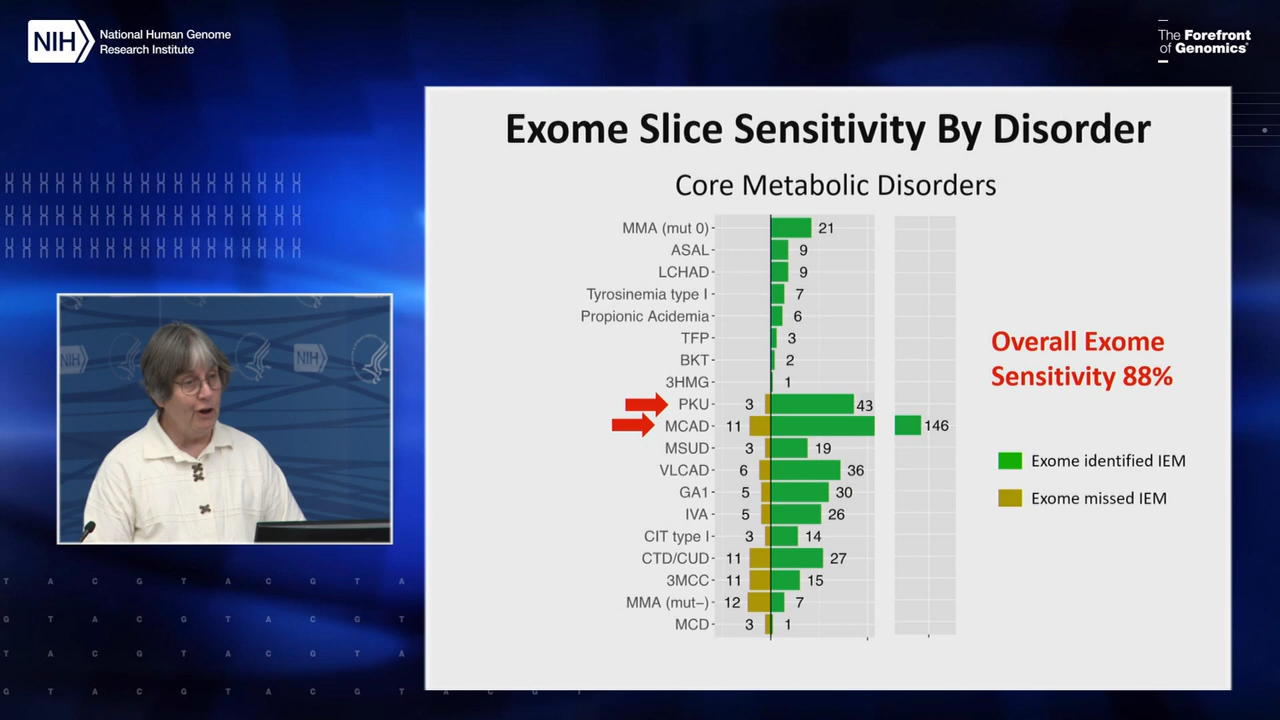 NIH
National Human Genome
Research Institute
The Forefront
of Genomics®
Exome Slice Sensitivity By Disorder
Core Metabolic Disorders
MMA (mut 0) 21
ASAL 9
LCHAD 9
Tyrosinemia type I 7
Propionic Acidemia 6
TFP 3
BKT 2
3HMG 1
PKU 3 43
MCAD 11 146
MSUD 3 19
VLCAD 6 36
GA1 5 30
IVA 5 26
CIT type I 3 14
CTD/CUD 11 27
3MCC 11 15
MMA (mut–) 12 7
MCD 3 1
Overall Exome
Sensitivity 88%
Exome identified IEM
Exome missed IEM
NIH
NIH
NIH
T A C G T A C G T A C G T A
G T A C G T A C G T A C G T
T A C G T A C G T A C G T A
G T A C G T A C G T A C G T A C G T